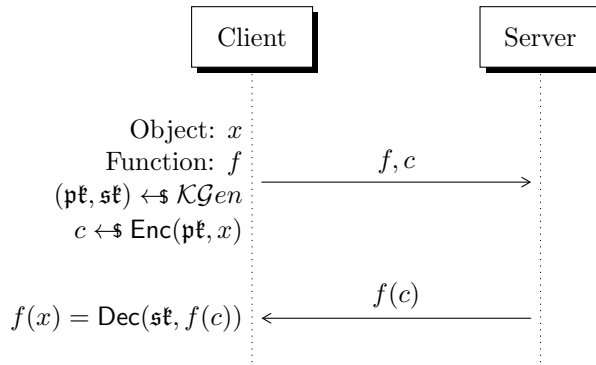 Client
Server
Object: x
Function: f
(𝔭𝔨, 𝔰𝔨) ←$ 𝒦𝒢en
c ←$ Enc(𝔭𝔨, x)
f, c
f(c)
f(x) = Dec(𝔰𝔨, f(c))